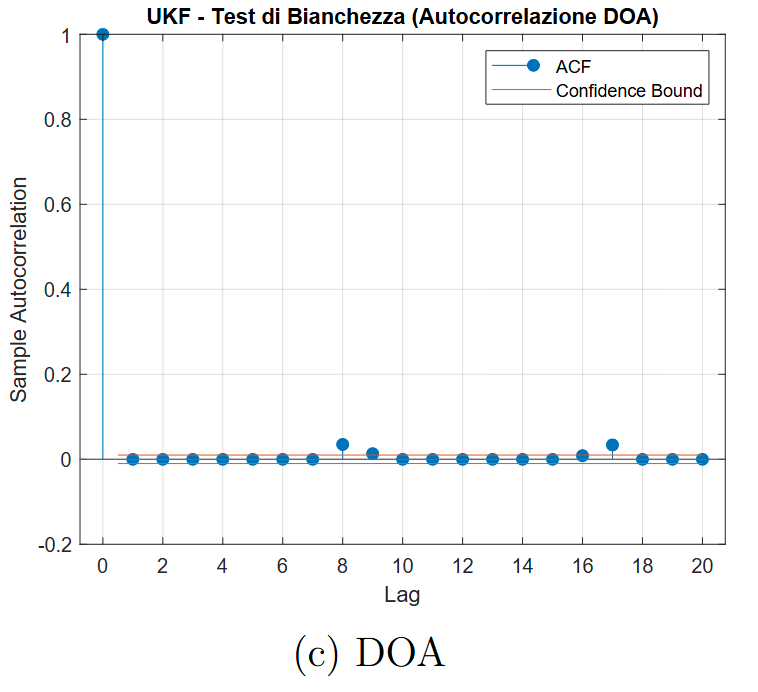 UKF - Test di Bianchezza (Autocorrelazione DOA)
ACF
Confidence Bound
1
0.8
0.6
0.4
0.2
0
-0.2
Sample Autocorrelation
0 2 4 6 8 10 12 14 16 18 20
Lag
(c) DOA